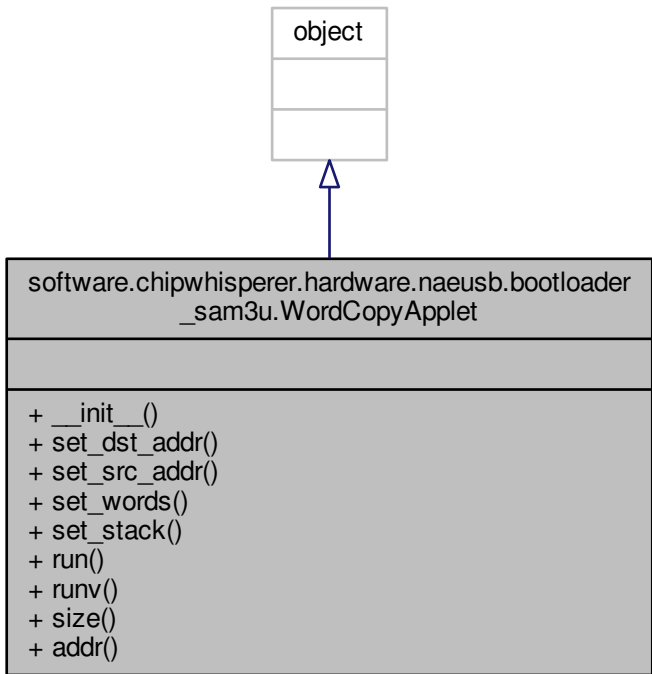 object
software.chipwhisperer.hardware.naeusb.bootloader
_sam3u.WordCopyApplet
+ __init__()
+ set_dst_addr()
+ set_src_addr()
+ set_words()
+ set_stack()
+ run()
+ runv()
+ size()
+ addr()